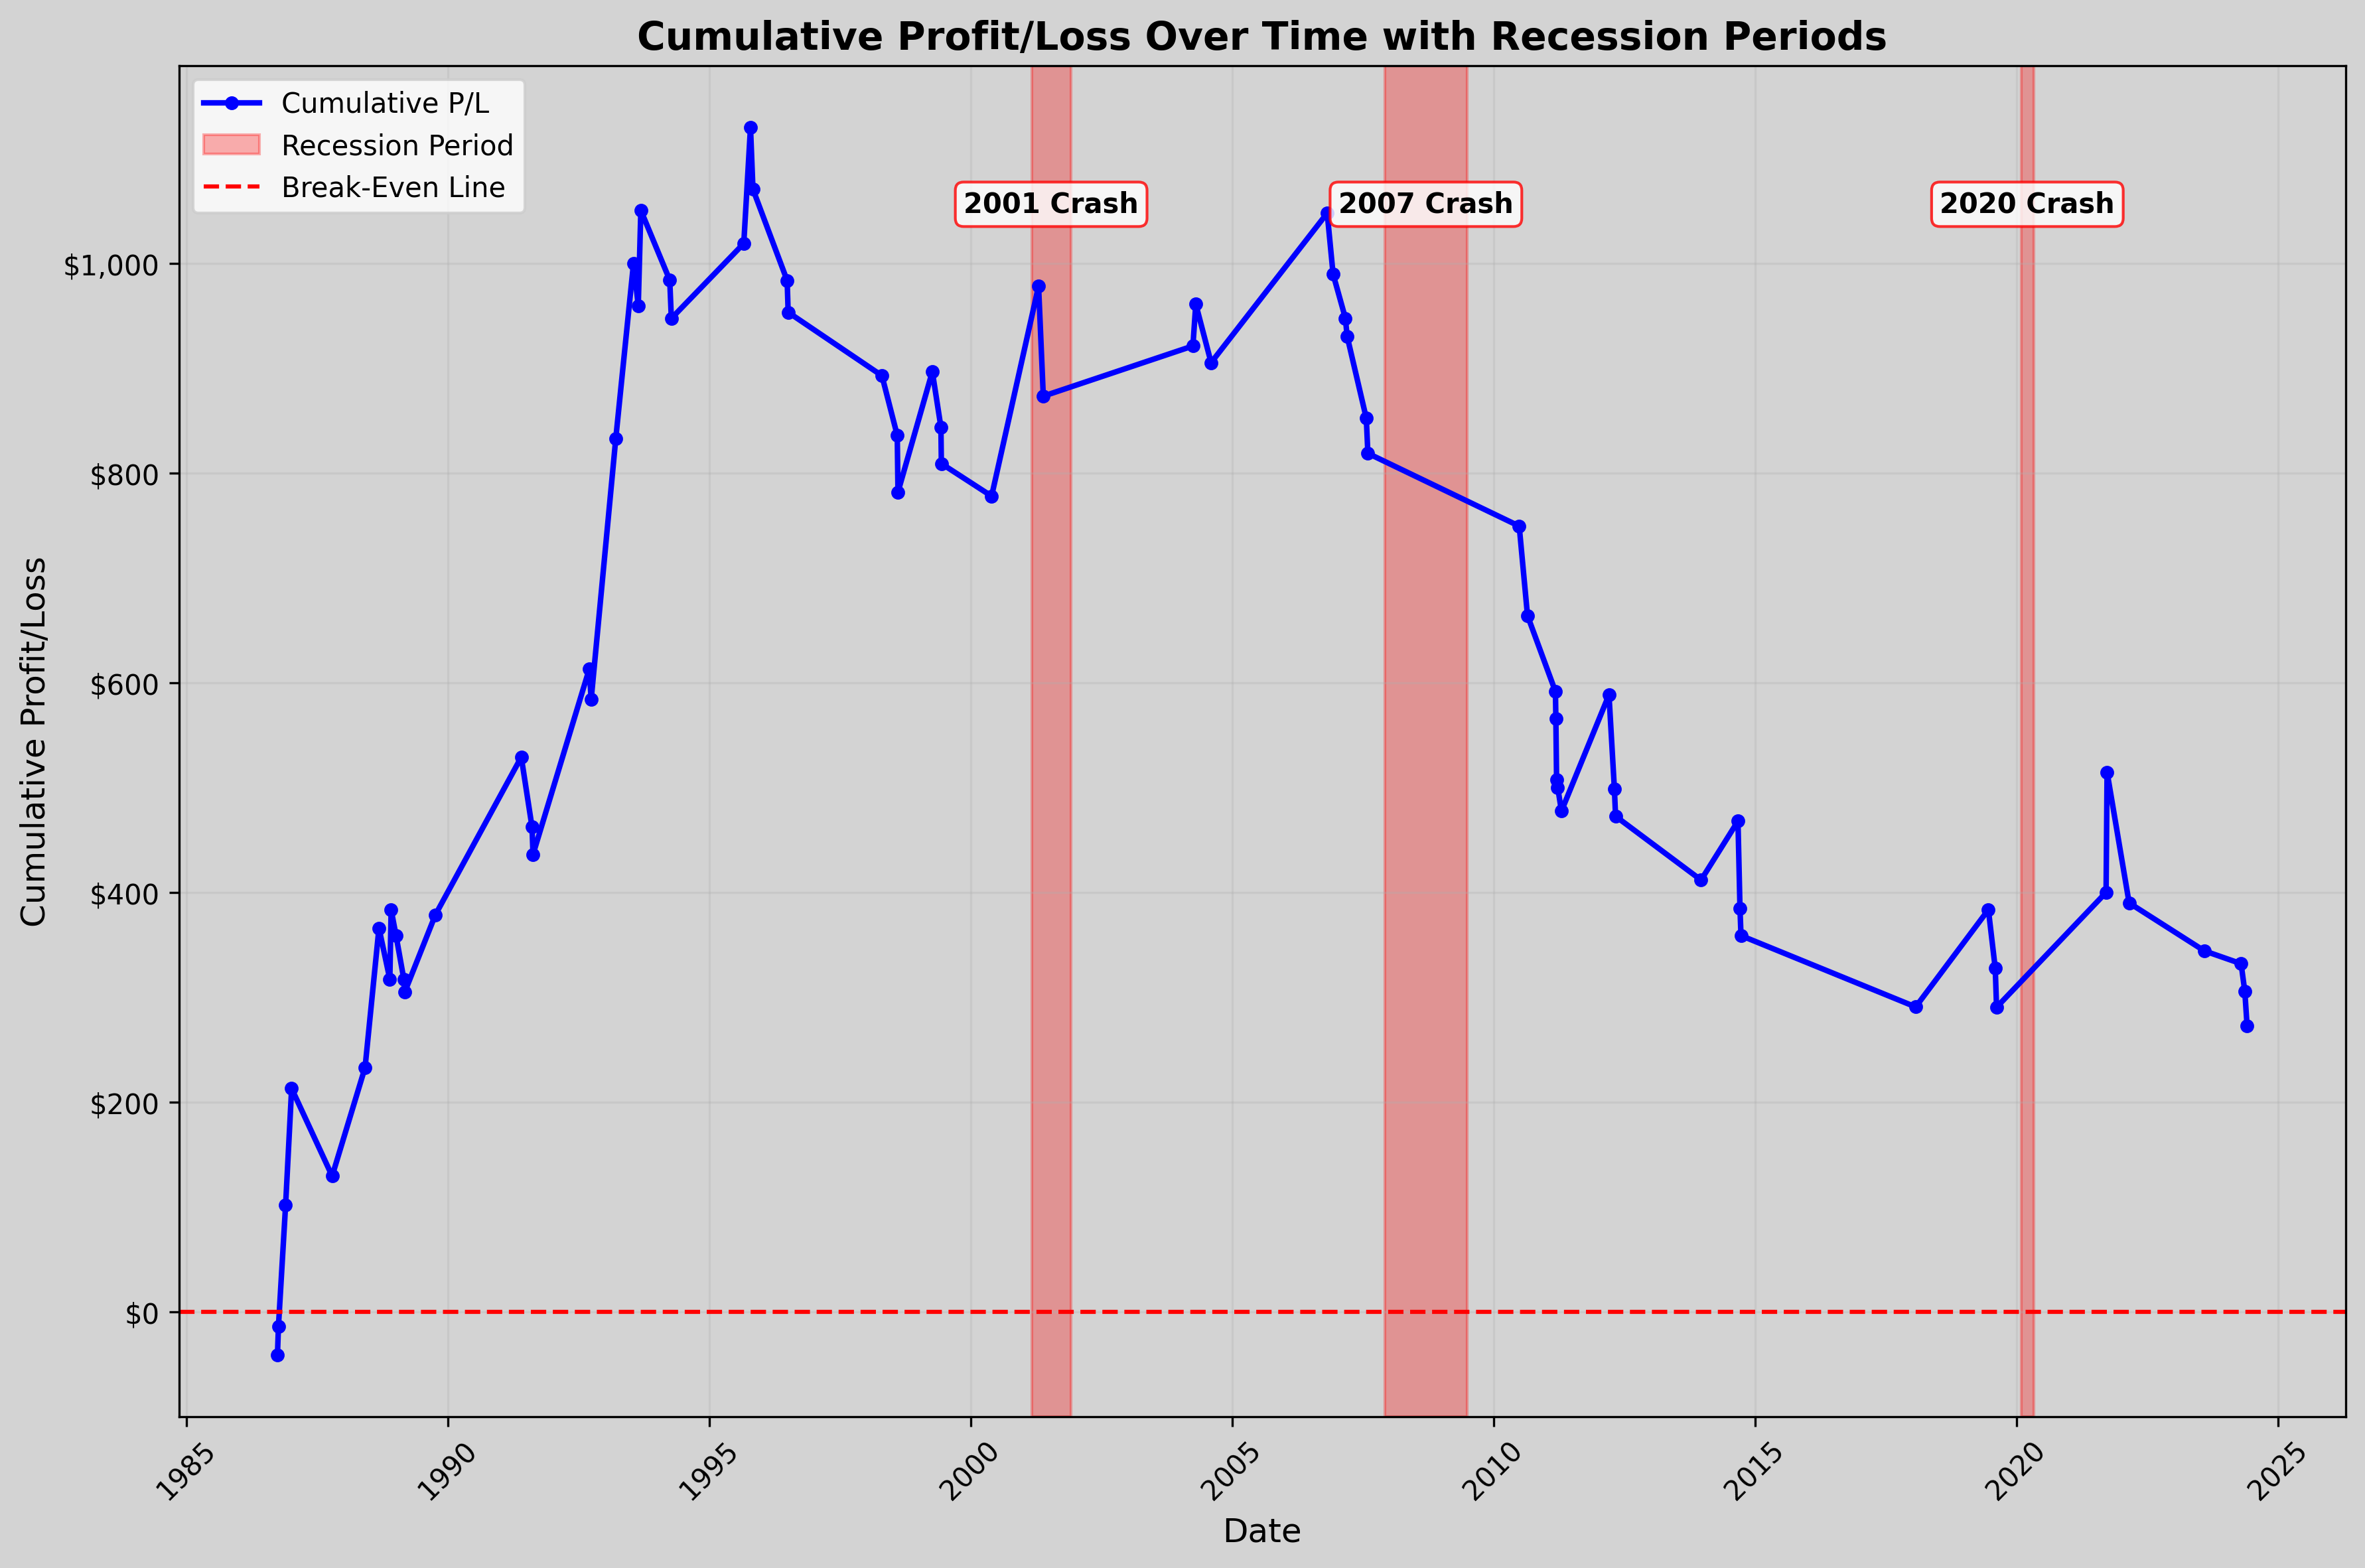 Cumulative Profit/Loss Over Time with Recession Periods
Cumulative P/L
Recession Period
Break-Even Line
2001 Crash
2007 Crash
2020 Crash
Cumulative Profit/Loss
$1,000
$800
$600
$400
$200
$0
1985
1990
1995
2000
2005
2010
2015
2020
2025
Date